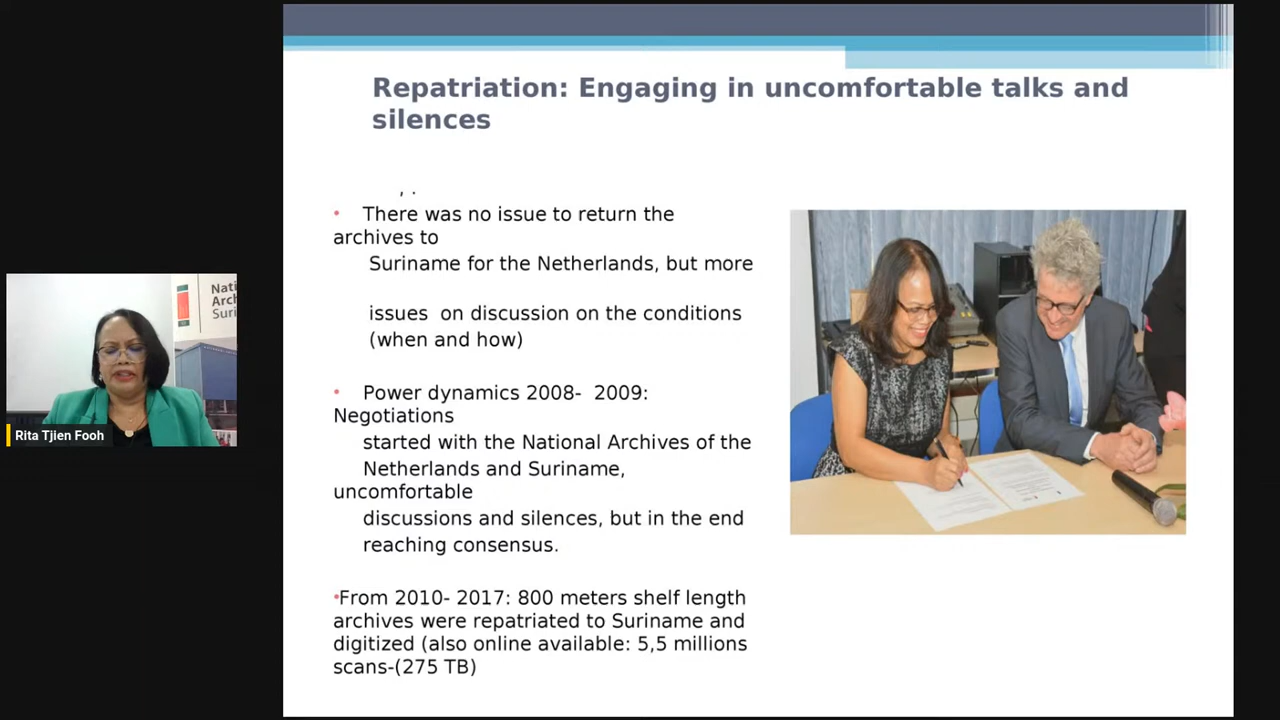 Repatriation: Engaging in uncomfortable talks and
silences
, .
• There was no issue to return the
archives to
Suriname for the Netherlands, but more
issues on discussion on the conditions
(when and how)
• Power dynamics 2008- 2009:
Negotiations
started with the National Archives of the
Netherlands and Suriname,
uncomfortable
discussions and silences, but in the end
reaching consensus.
•From 2010- 2017: 800 meters shelf length
archives were repatriated to Suriname and
digitized (also online available: 5,5 millions
scans-(275 TB)
Nati
Arch
Suri
Rita Tjien Fooh